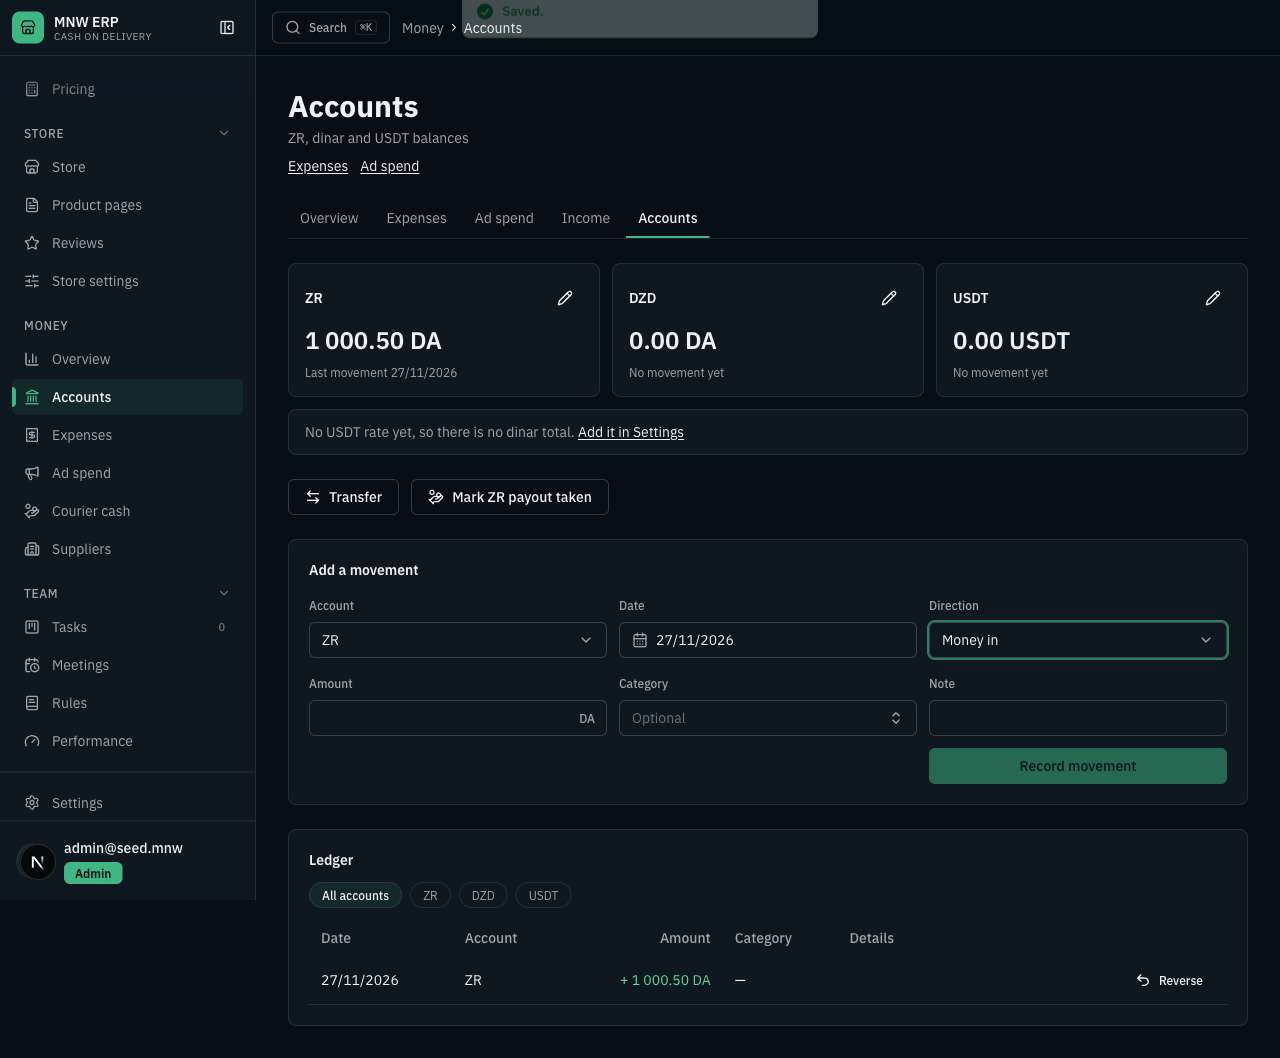 MNW ERP
CASH ON DELIVERY
Search ⌘K
Money › Accounts
Saved.
Pricing
STORE
Store
Product pages
Reviews
Store settings
MONEY
Overview
Accounts
Expenses
Ad spend
Courier cash
Suppliers
TEAM
Tasks 0
Meetings
Rules
Performance
Settings
N
admin@seed.mnw
Admin
Accounts
ZR, dinar and USDT balances
Expenses Ad spend
Overview Expenses Ad spend Income Accounts
ZR
1 000.50 DA
Last movement 27/11/2026
DZD
0.00 DA
No movement yet
USDT
0.00 USDT
No movement yet
No USDT rate yet, so there is no dinar total. Add it in Settings
Transfer Mark ZR payout taken
Add a movement
Account Date Direction
ZR 27/11/2026 Money in
Amount Category Note
DA Optional
Record movement
Ledger
All accounts ZR DZD USDT
Date Account Amount Category Details
27/11/2026 ZR + 1 000.50 DA — Reverse